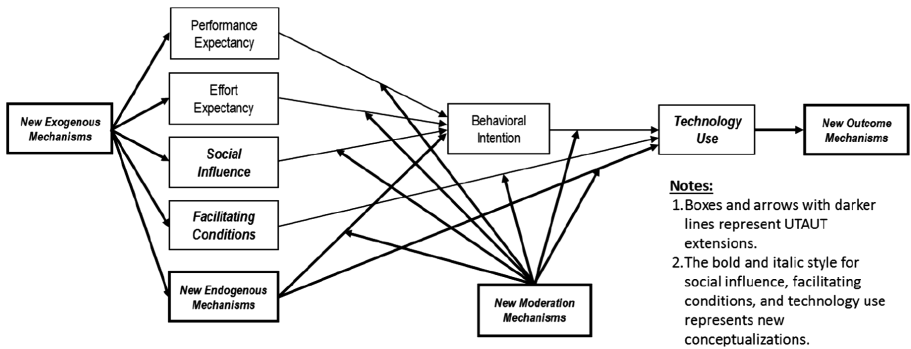 Performance
Expectancy
Effort
Expectancy
New Exogenous
Mechanisms
Social
Influence
Facilitating
Conditions
New Endogenous
Mechanisms
Behavioral
Intention
New Moderation
Mechanisms
Technology
Use
New Outcome
Mechanisms
Notes:
1.Boxes and arrows with darker
lines represent UTAUT
extensions.
2.The bold and italic style for
social influence, facilitating
conditions, and technology use
represents new
conceptualizations.